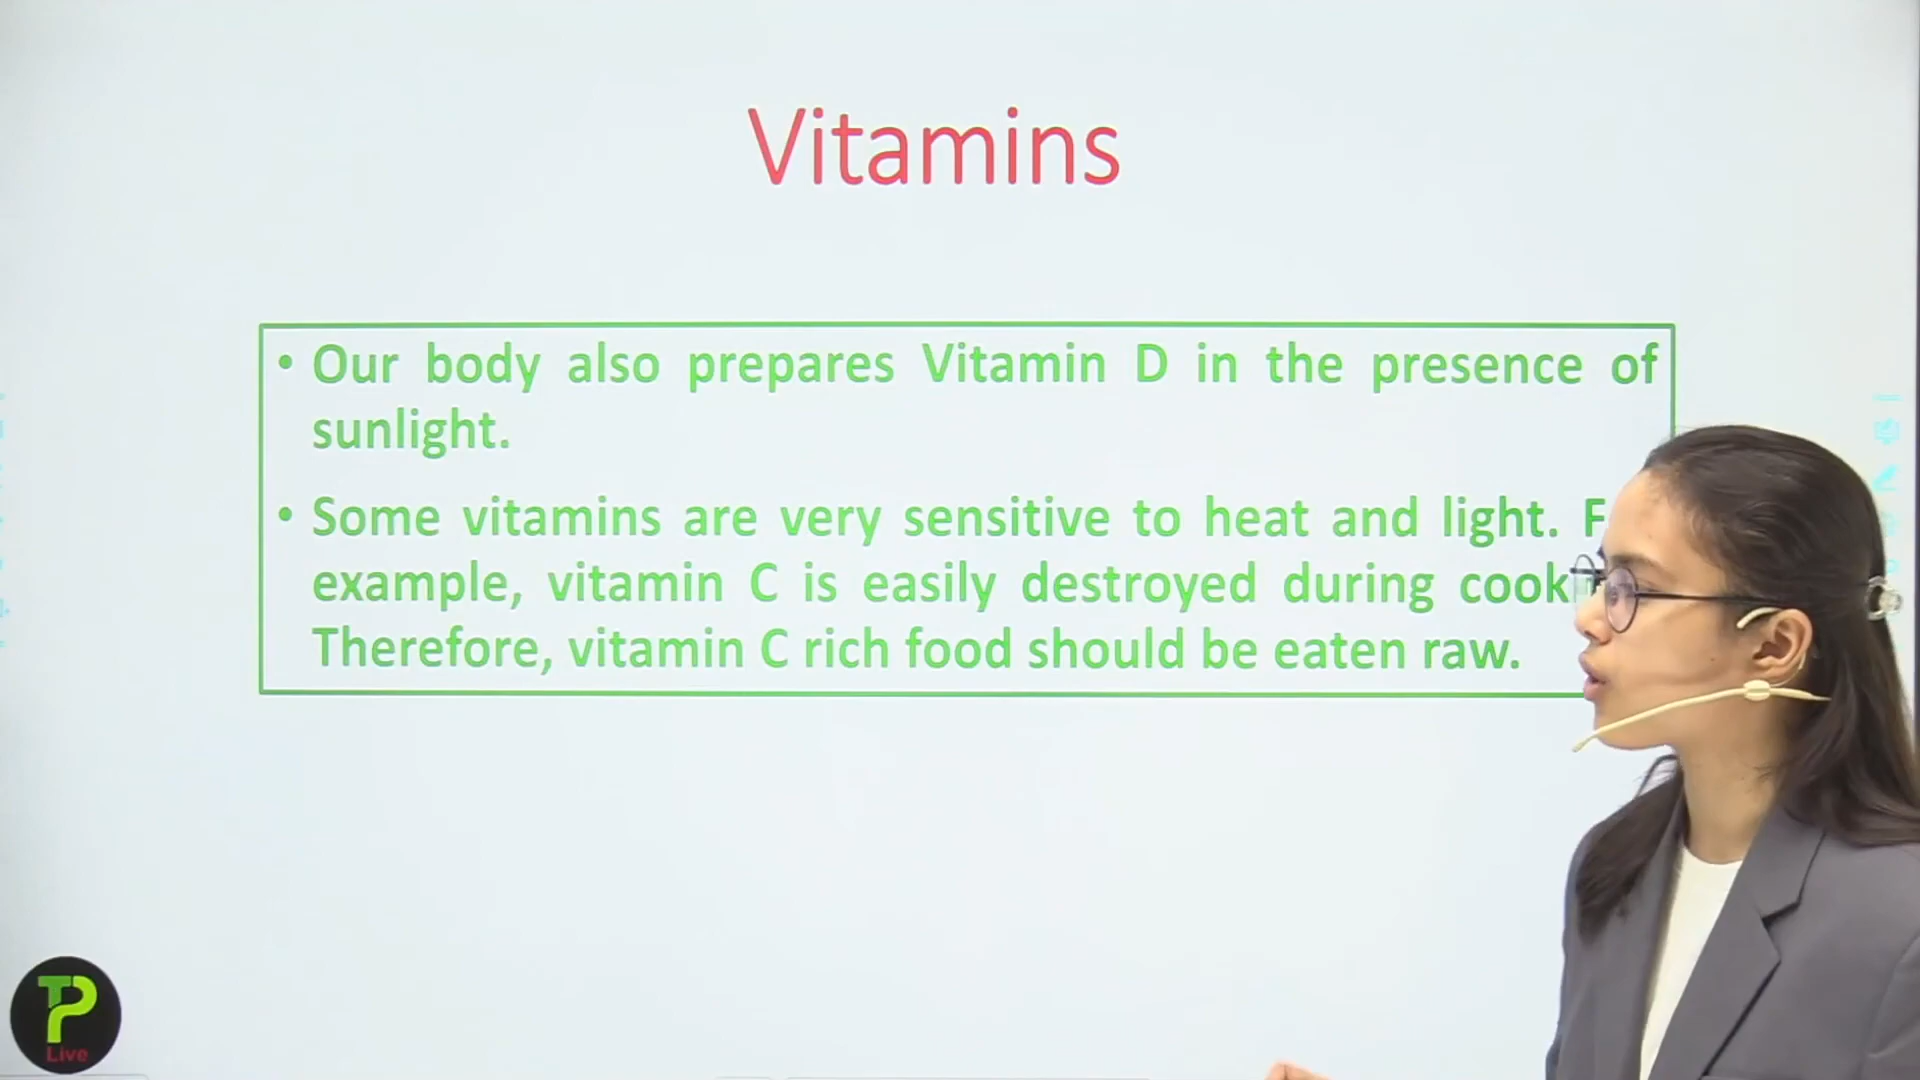 Vitamins
• Our body also prepares Vitamin D in the presence of
sunlight.
• Some vitamins are very sensitive to heat and light.
example, vitamin C is easily destroyed during
Therefore, vitamin C rich food should be eaten raw.
TP
Live